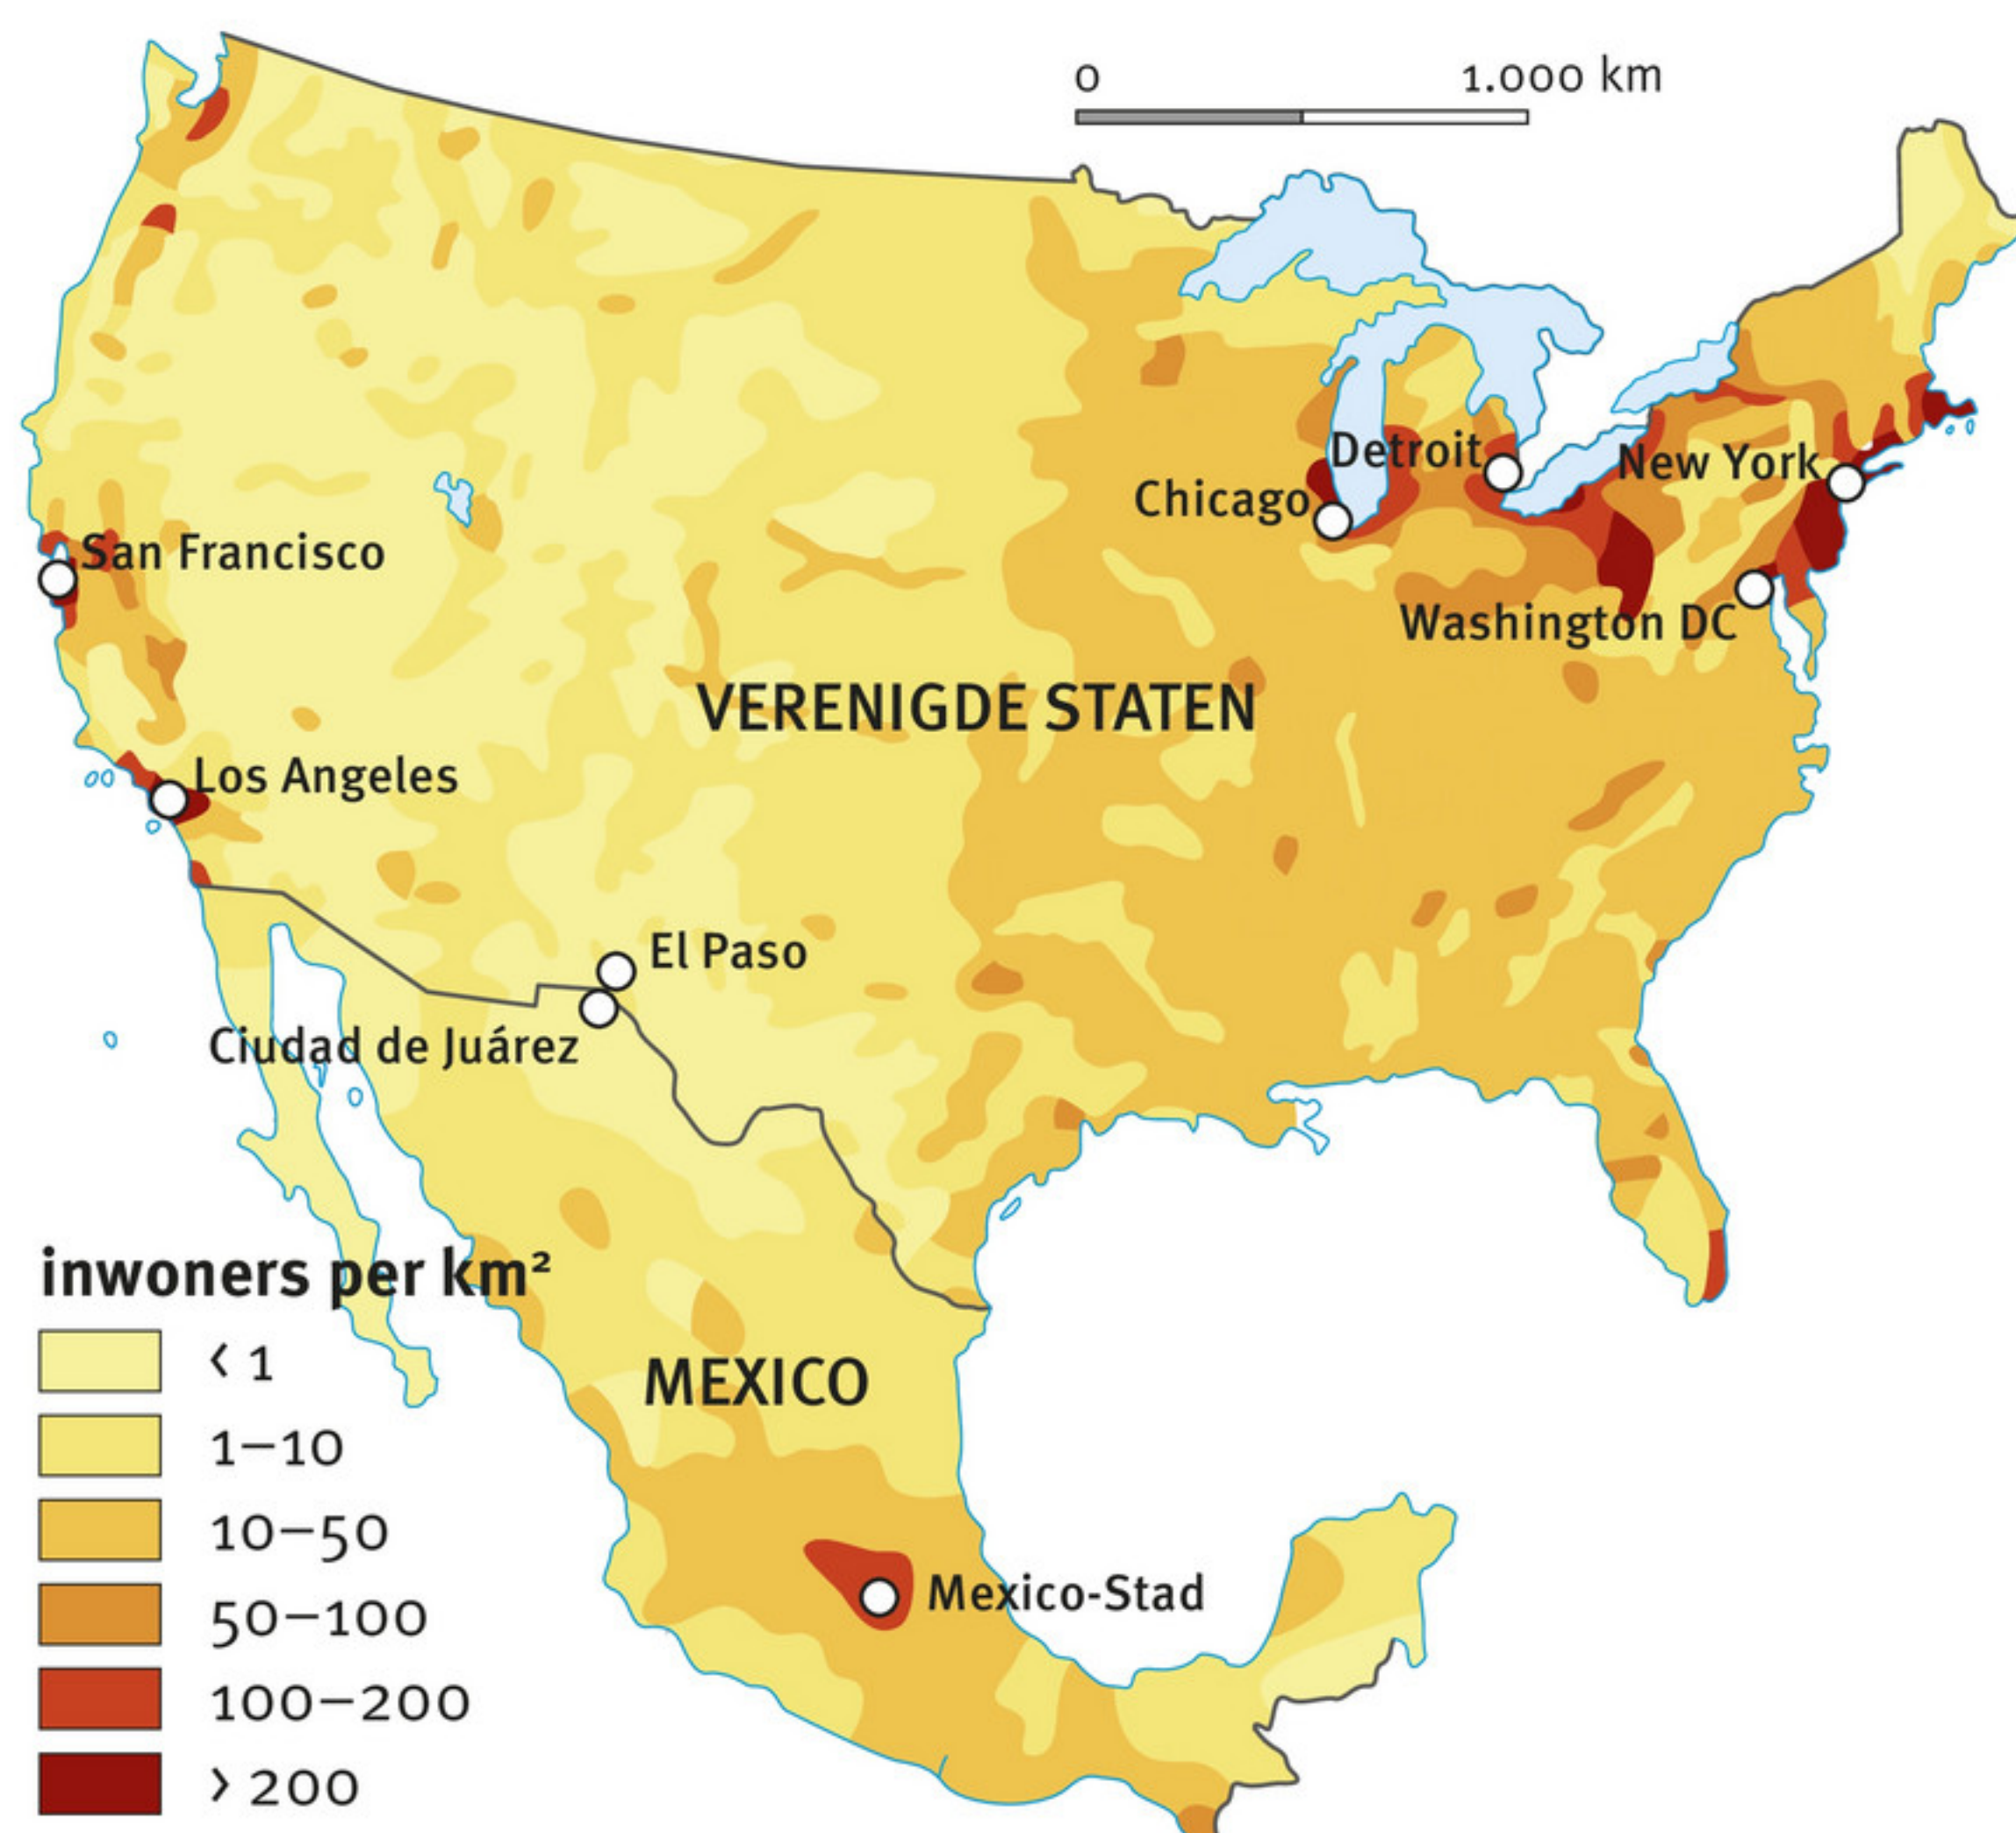 0 1.000 km
Detroit
New York
Chicago
San Francisco
Washington DC
VERENIGDE STATEN
Los Angeles
El Paso
Ciudad de Juárez
inwoners per km²
< 1
MEXICO
1–10
10–50
Mexico-Stad
50–100
100–200
> 200